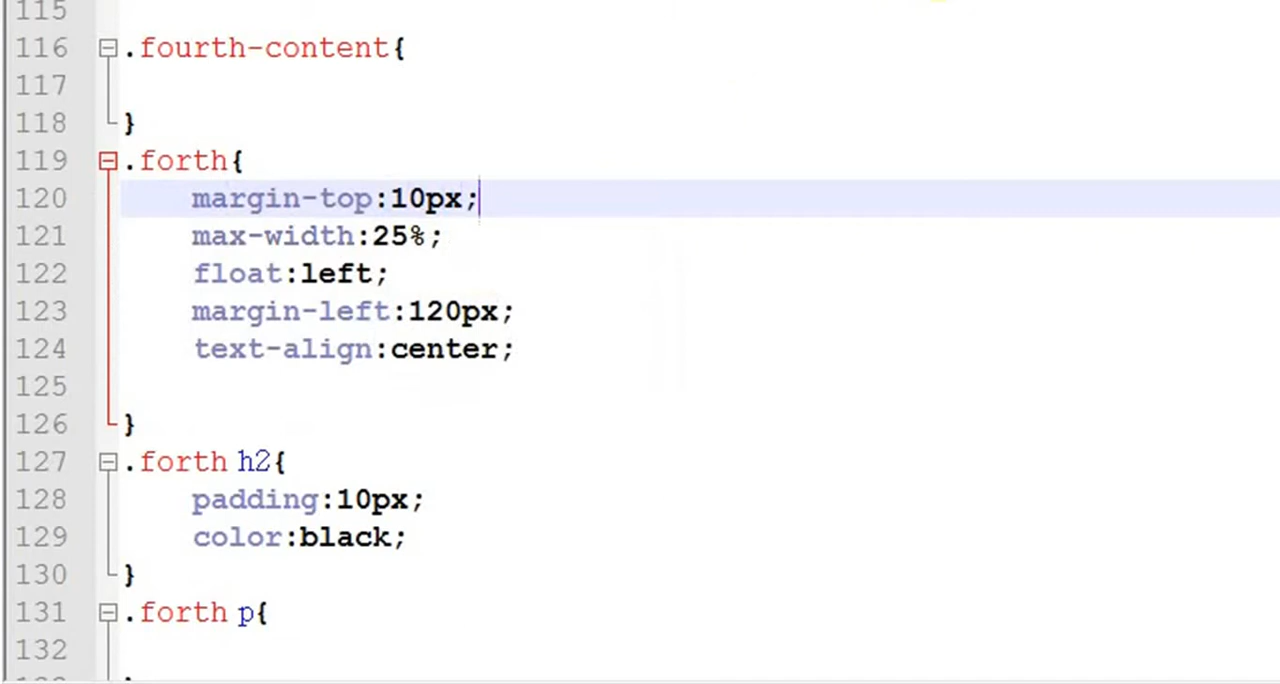 115
116 .fourth-content{
117
118 }
119 .forth{
120     margin-top:10px;
121     max-width:25%;
122     float:left;
123     margin-left:120px;
124     text-align:center;
125
126 }
127 .forth h2{
128     padding:10px;
129     color:black;
130 }
131 .forth p{
132